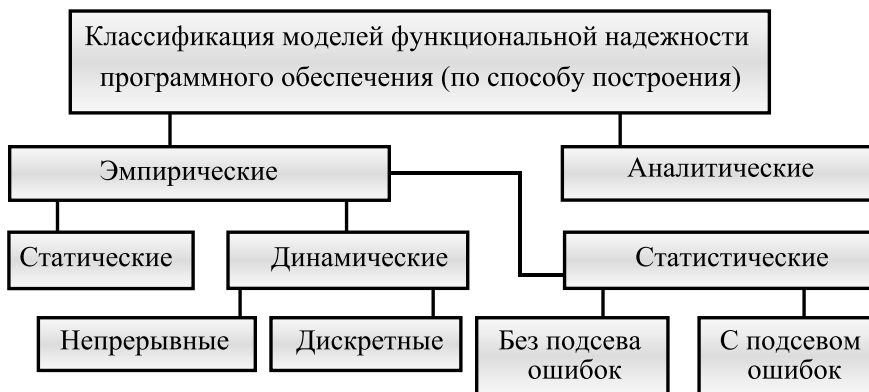 Классификация моделей функциональной надежности
программного обеспечения (по способу построения)
Эмпирические
Аналитические
Статические
Динамические
Статистические
Непрерывные
Дискретные
Без подсева
ошибок
С подсевом
ошибок